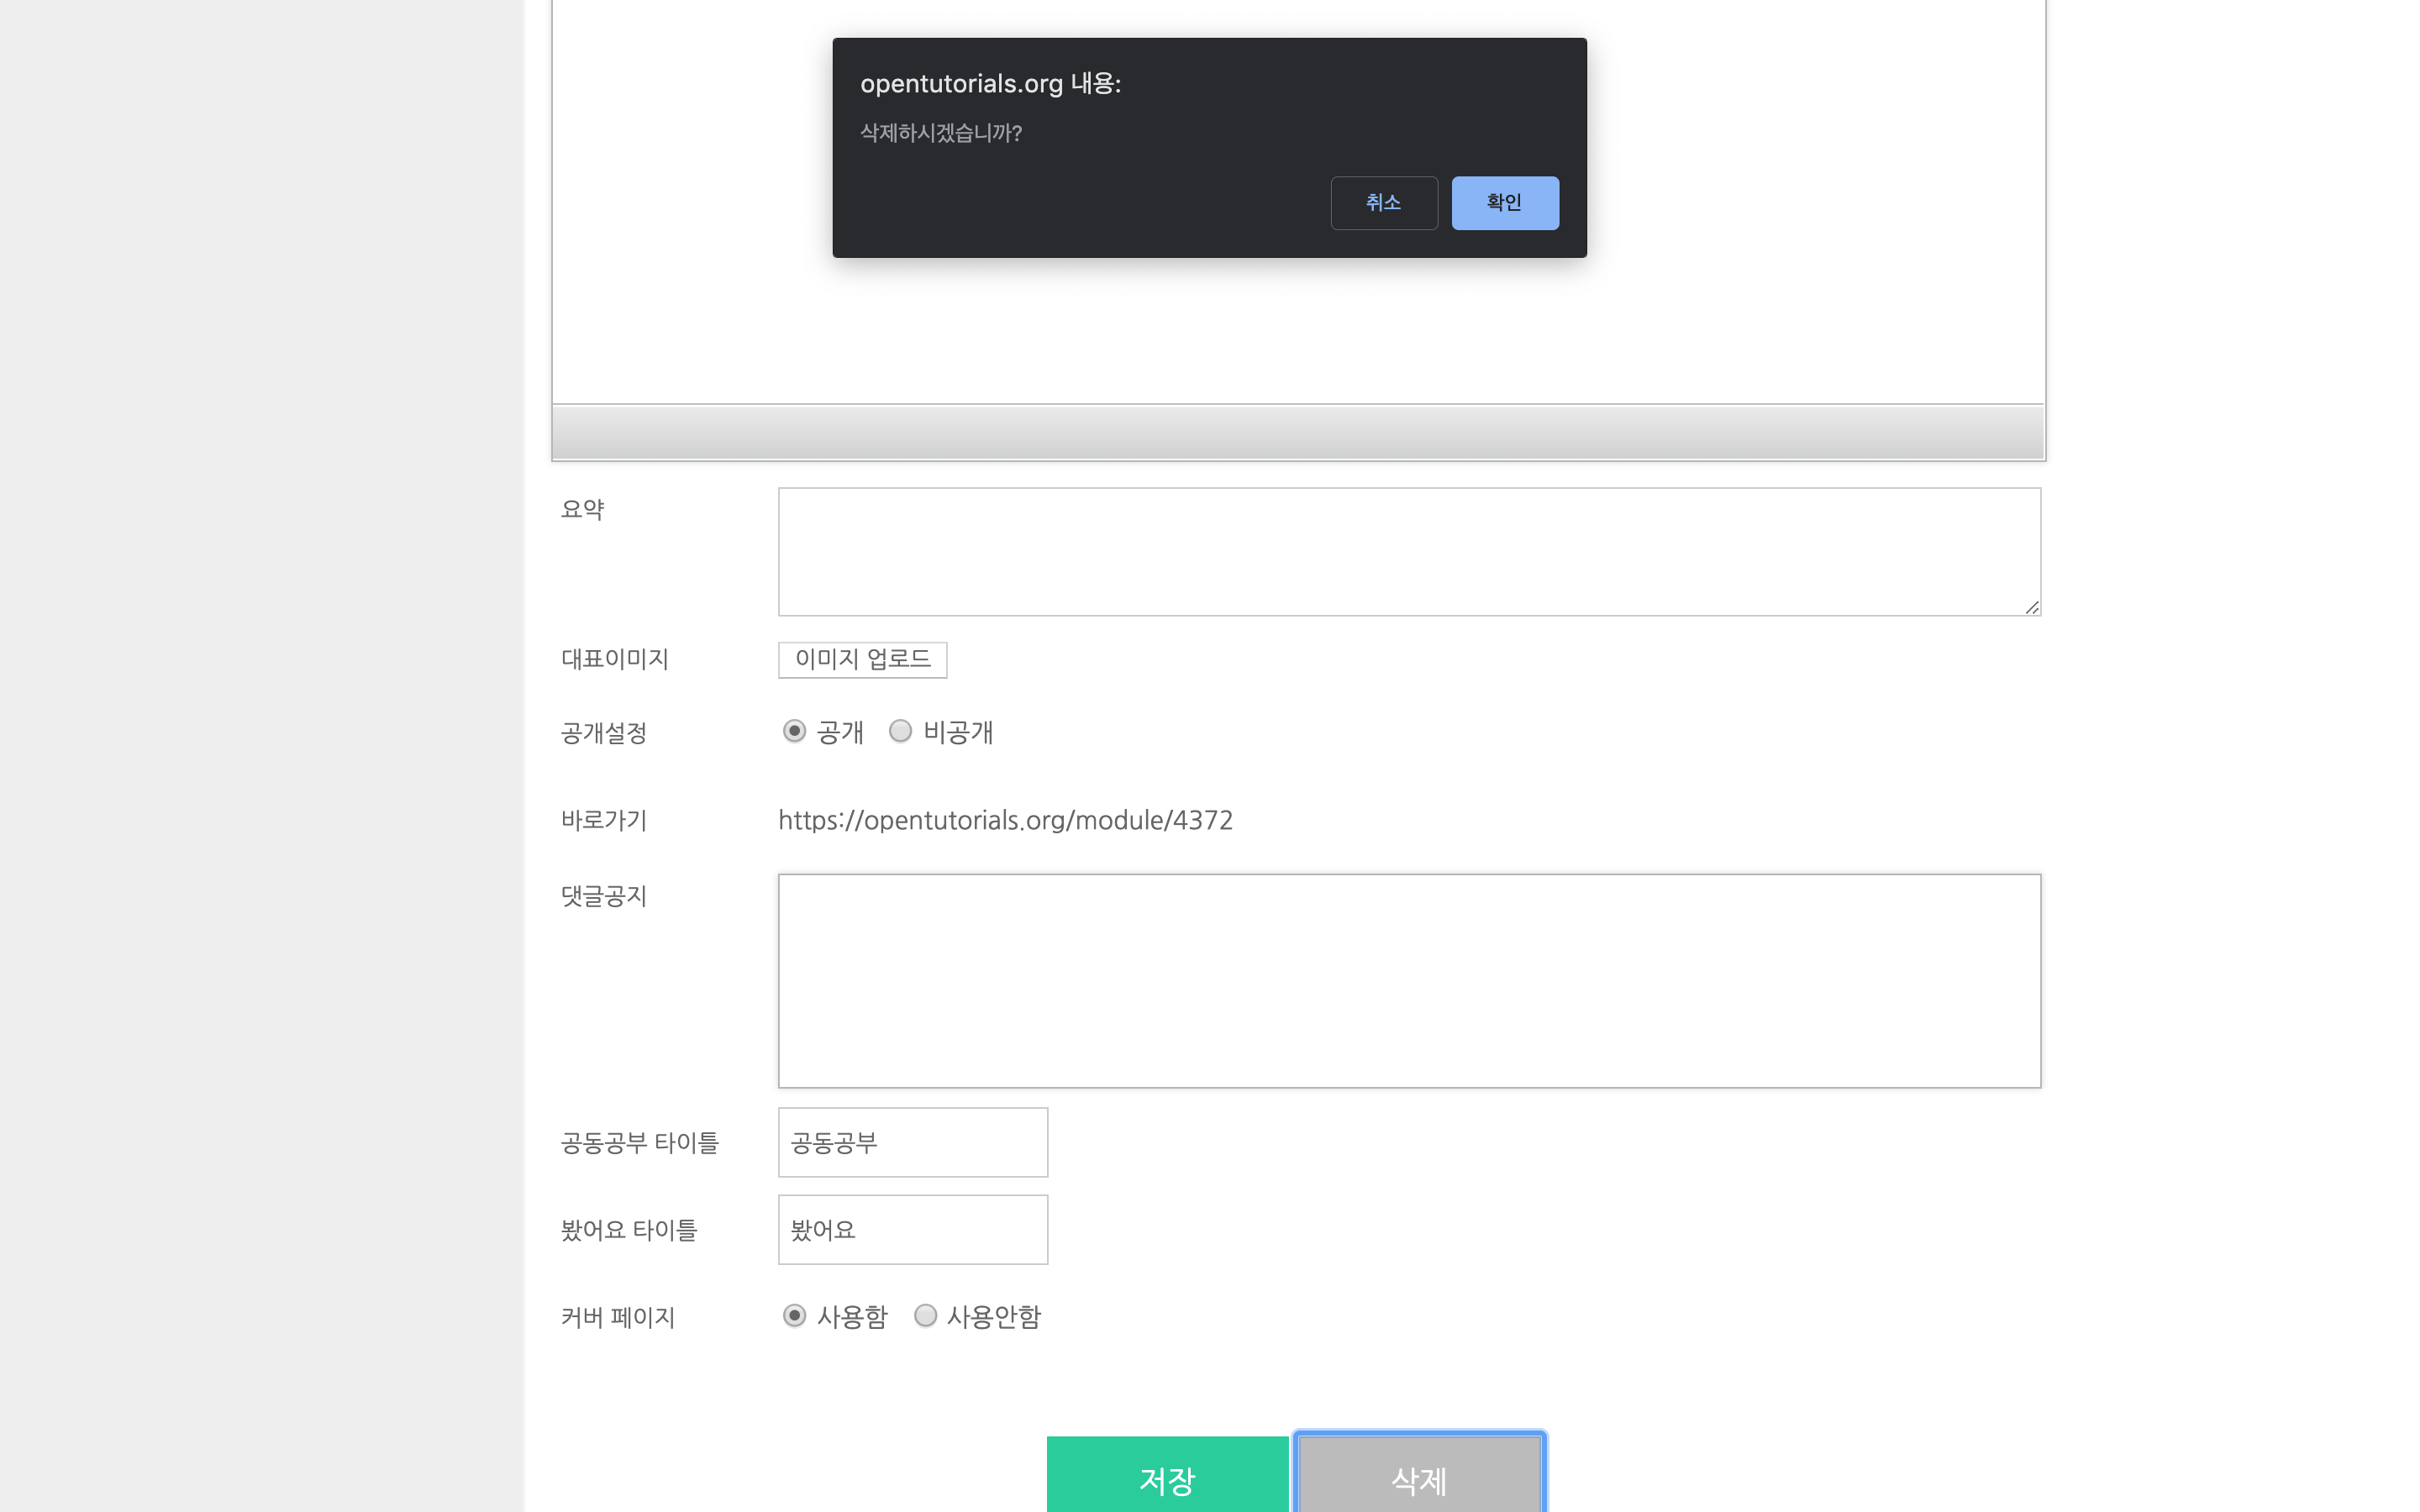 opentutorials.org 내용:
삭제하시겠습니까?
취소 확인
요약
대표이미지 이미지 업로드
공개설정 공개 비공개
바로가기 https://opentutorials.org/module/4372
댓글공지
공동공부 타이틀 공동공부
봤어요 타이틀 봤어요
커버 페이지 사용함 사용안함
저장 삭제